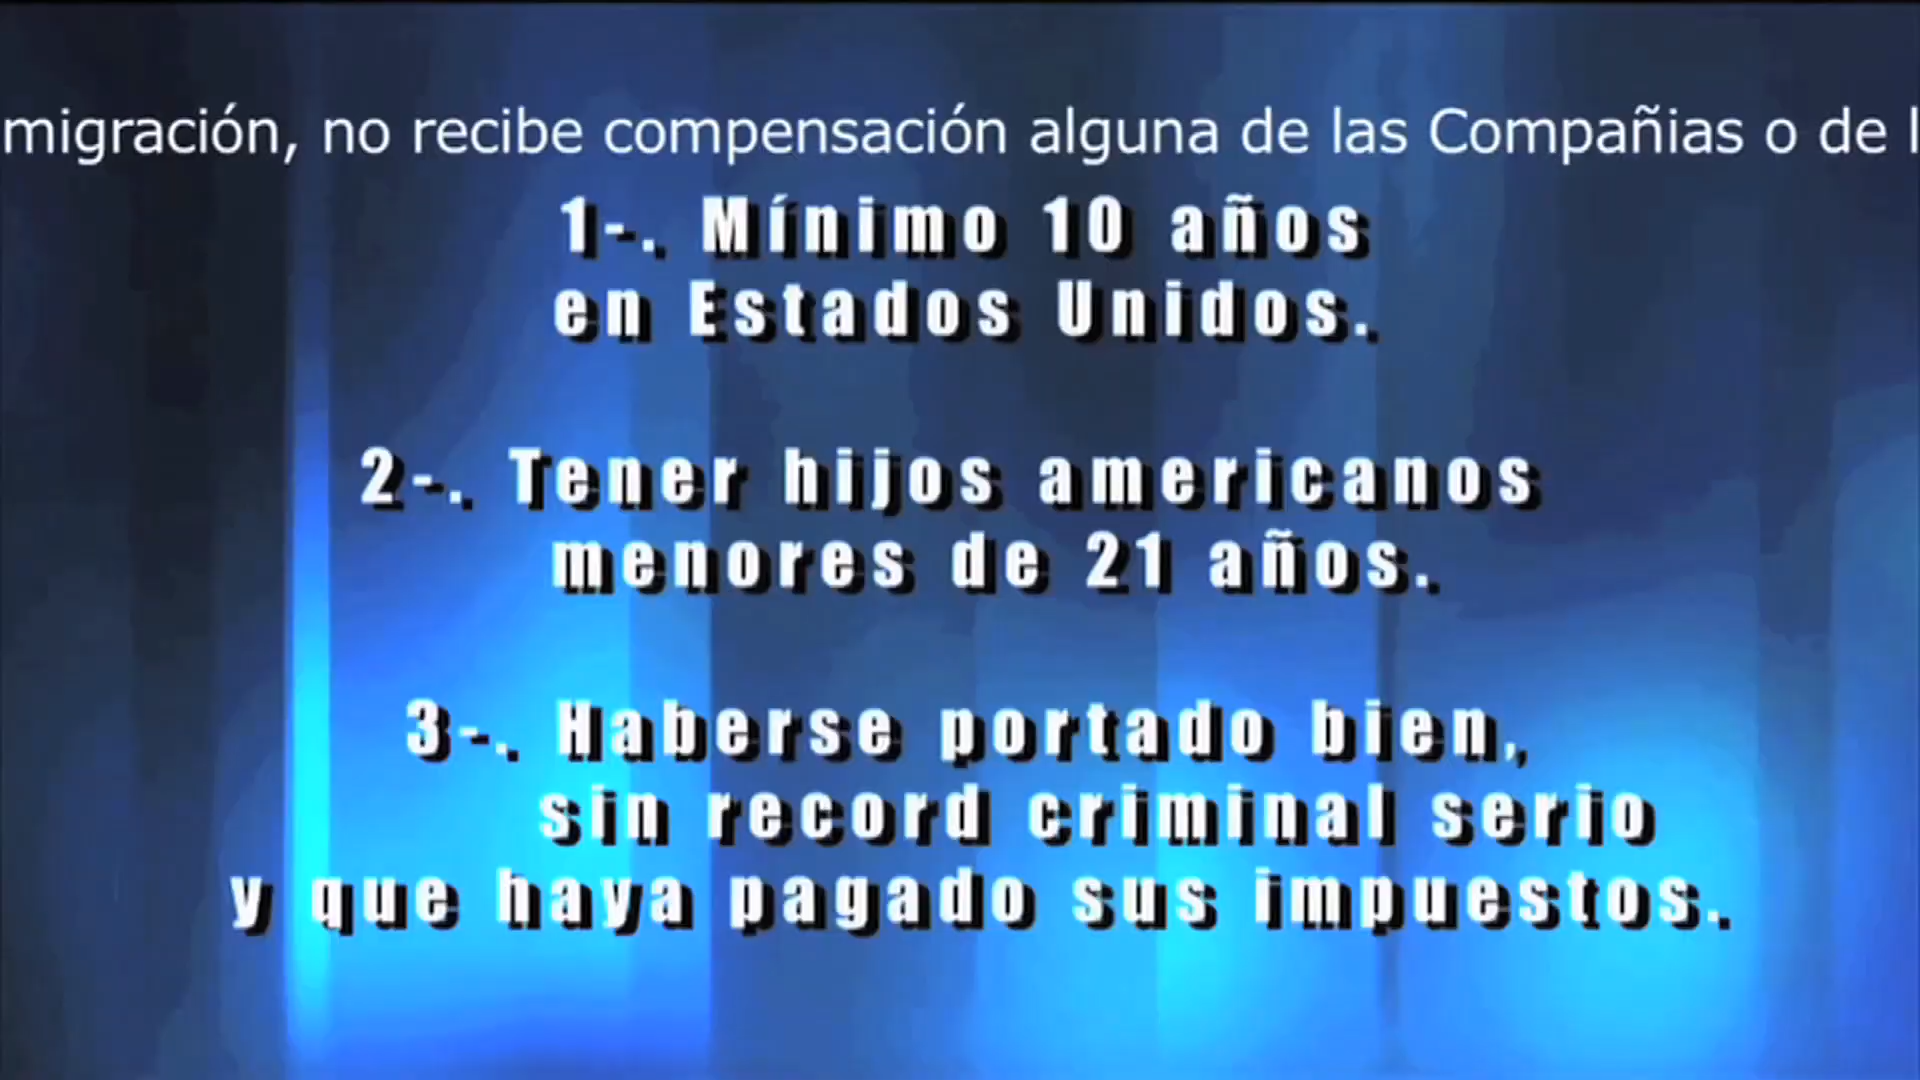 migración, no recibe compensación alguna de las Compañias o de l
1-. Mínimo 10 años
en Estados Unidos.
2-. Tener hijos americanos
menores de 21 años.
3-. Haberse portado bien,
sin record criminal serio
y que haya pagado sus impuestos.